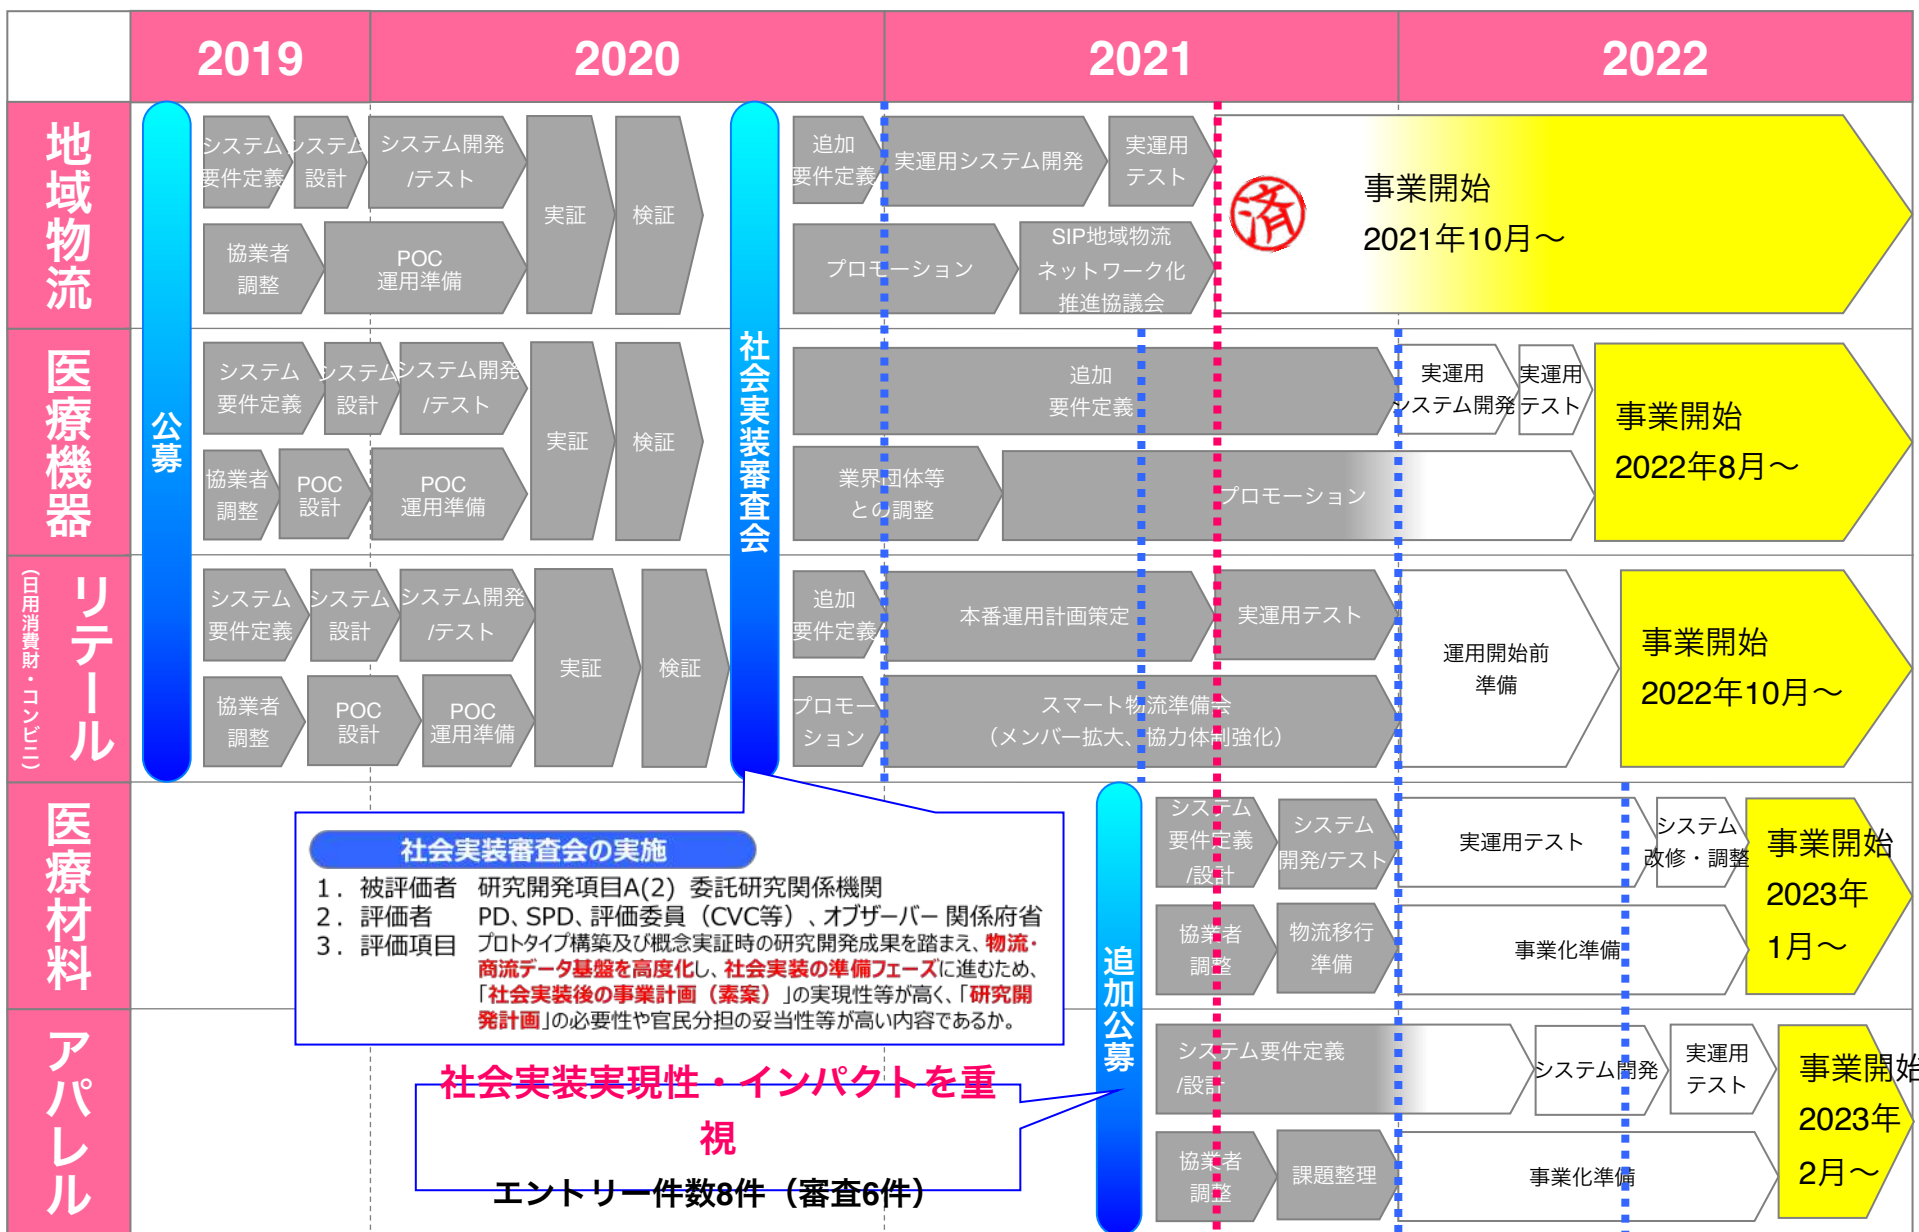 2019
2020
2021
2022
地域物流
医療機器
リテール
(日用消費財・コンビニ)
医療材料
アパレル
公募
システム
要件定義
システム
設計
システム開発
/テスト
協業者
調整
POC
運用準備
実証
検証
社会実装審査会
追加
要件定義
実運用システム開発
実運用
テスト
プロモーション
SIP地域物流
ネットワーク化
推進協議会
済
事業開始
2021年10月～
システム
要件定義
システム
設計
システム開発
/テスト
協業者
調整
POC
設計
POC
運用準備
実証
検証
追加
要件定義
業界団体等
との調整
プロモーション
実運用
システム開発
実運用
テスト
事業開始
2022年8月～
システム
要件定義
システム
設計
システム開発
/テスト
協業者
調整
POC
設計
POC
運用準備
実証
検証
追加
要件定義
本番運用計画策定
実運用テスト
プロモー
ション
スマート物流準備会
（メンバー拡大、協力体制強化）
運用開始前
準備
事業開始
2022年10月～
社会実装審査会の実施
1. 被評価者 研究開発項目A(2) 委託研究関係機関
2. 評価者 PD、SPD、評価委員（CVC等）、オブザーバー 関係府省
3. 評価項目 プロトタイプ構築及び概念実証時の研究開発成果を踏まえ、物流・
商流データ基盤を高度化し、社会実装の準備フェーズに進むため、
「社会実装後の事業計画（素案）」の実現性等が高く、「研究開
発計画」の必要性や官民分担の妥当性等が高い内容であるか。
追加公募
システム
要件定義
/設計
システム
開発/テスト
実運用テスト
システム
改修・調整
協業者
調整
物流移行
準備
事業化準備
事業開始
2023年
1月～
社会実装実現性・インパクトを重
視
エントリー件数8件（審査6件）
システム要件定義
/設計
システム開発
実運用
テスト
協業者
調整
課題整理
事業化準備
事業開始
2023年
2月～